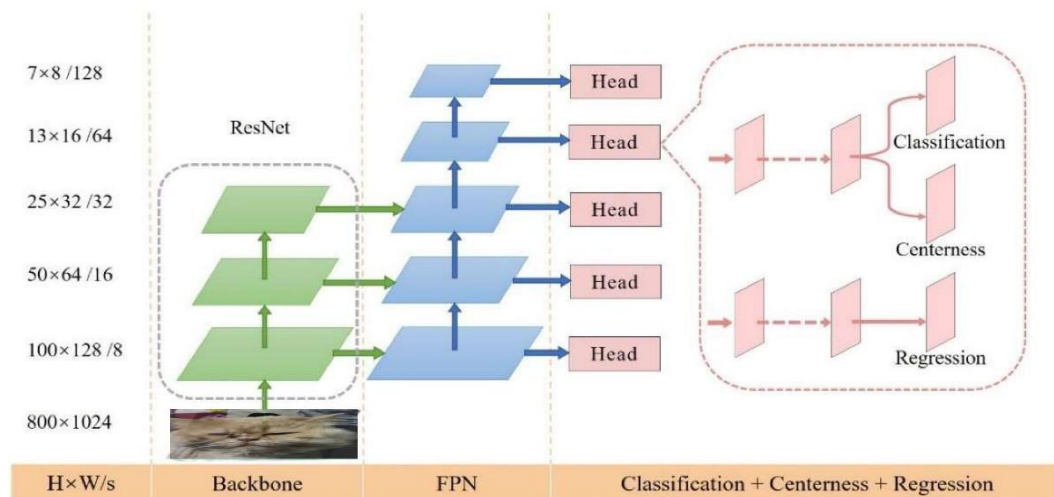 7×8 /128
Head
13×16 /64
ResNet
Head
Classification
25×32 /32
Head
Centerness
50×64 /16
Head
100×128 /8
Head
Regression
800×1024
H×W/s
Backbone
FPN
Classification + Centerness + Regression